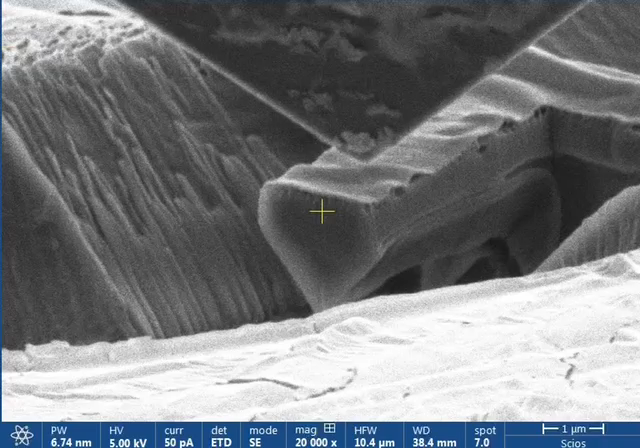 PW HV curr det mode mag HFW WD spot 1 µm
6.74 nm 5.00 kV 50 pA ETD SE 20 000 x 10.4 µm 38.4 mm 7.0 Scios